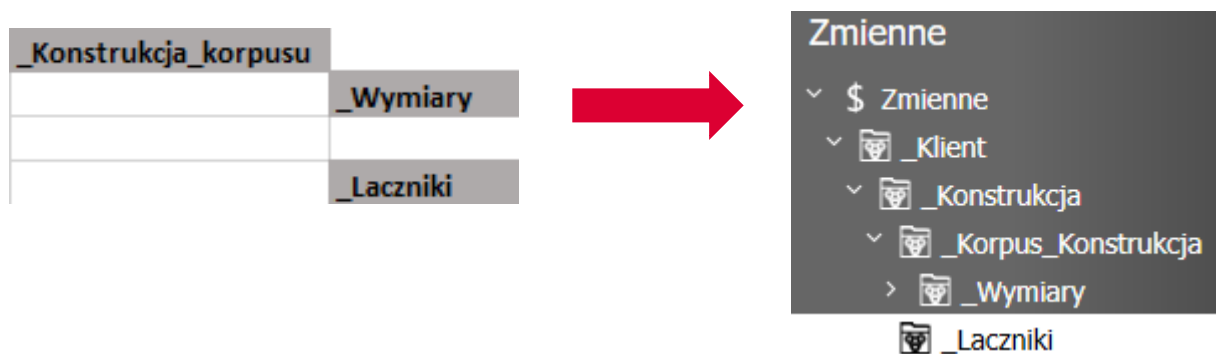 _Konstrukcja_korpusu
_Wymiary
_Laczniki
Zmienne
$ Zmienne
_Klient
_Konstrukcja
_Korpus_Konstrukcja
_Wymiary
_Laczniki